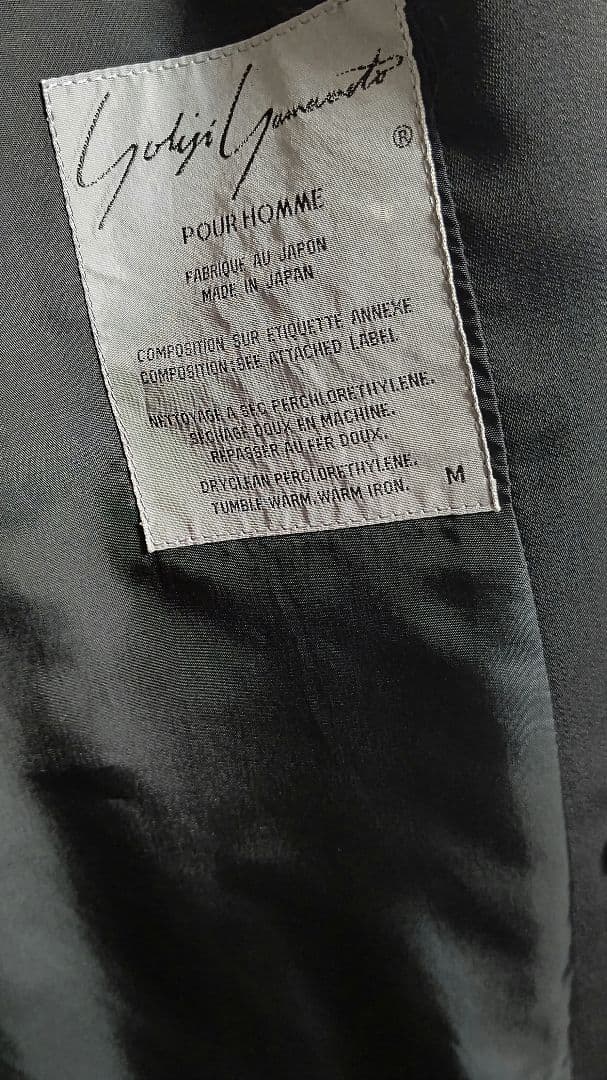 Yohji Yamamoto
®
POUR HOMME
FABRIQUE AU JAPON
MADE IN JAPAN
COMPOSITION SUR ETIQUETTE ANNEXE
COMPOSITION:SEE ATTACHED LABEL
NETTOYAGE A SEC PERCHLORETHYLENE.
SECHAGE DOUX EN MACHINE.
REPASSER AU FER DOUX.
DRYCLEAN PERCLORETHYLENE.
TUMBLE WARM.WARM IRON.
M